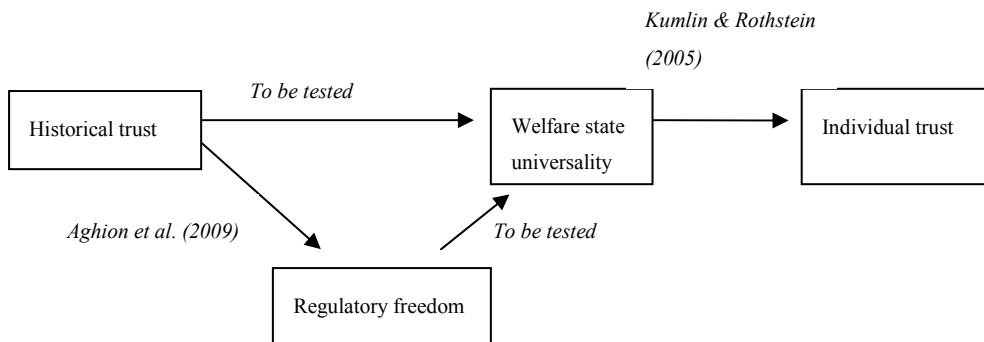 Kumlin & Rothstein
(2005)
To be tested
Historical trust
Welfare state
universality
Individual trust
Aghion et al. (2009)
To be tested
Regulatory freedom